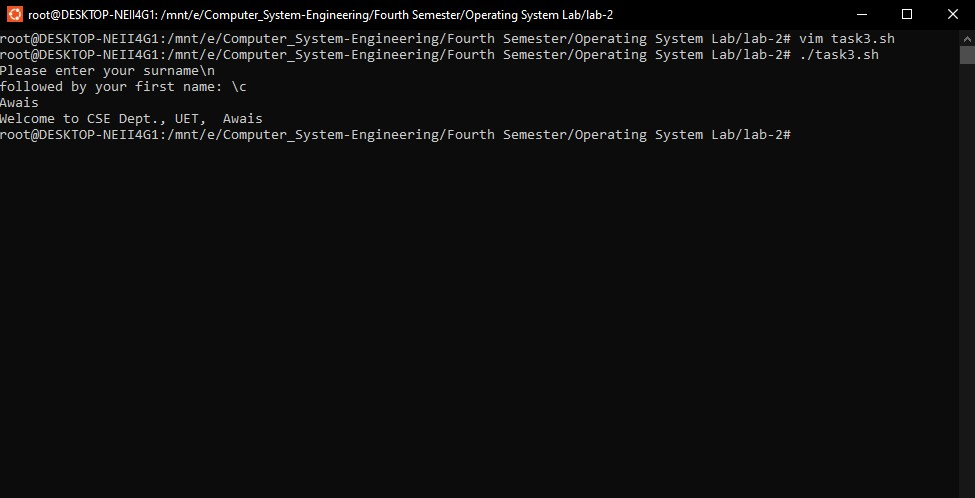 root@DESKTOP-NEII4G1: /mnt/e/Computer_System-Engineering/Fourth Semester/Operating System Lab/lab-2
root@DESKTOP-NEII4G1:/mnt/e/Computer_System-Engineering/Fourth Semester/Operating System Lab/lab-2# vim task3.sh
root@DESKTOP-NEII4G1:/mnt/e/Computer_System-Engineering/Fourth Semester/Operating System Lab/lab-2# ./task3.sh
Please enter your surname\n
followed by your first name: \c
Awais
Welcome to CSE Dept., UET,  Awais
root@DESKTOP-NEII4G1:/mnt/e/Computer_System-Engineering/Fourth Semester/Operating System Lab/lab-2#